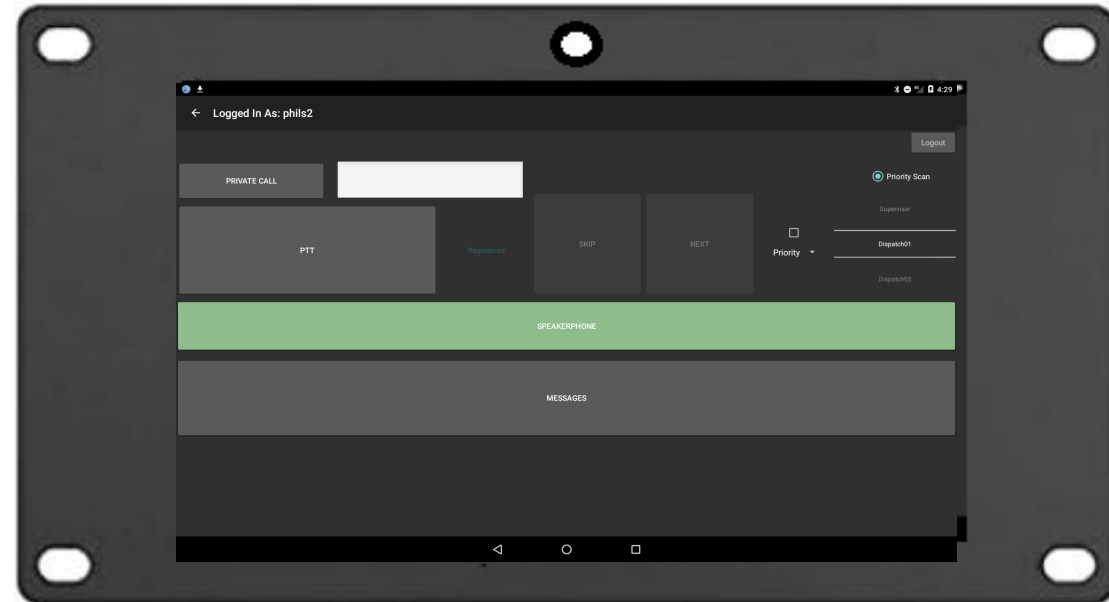 4:29
Logged In As: phils2
Logout
PRIVATE CALL
Priority Scan
Supervisor
PTT
Registered
SKIP
NEXT
Priority
Dispatch01
Dispatch02
SPEAKERPHONE
MESSAGES